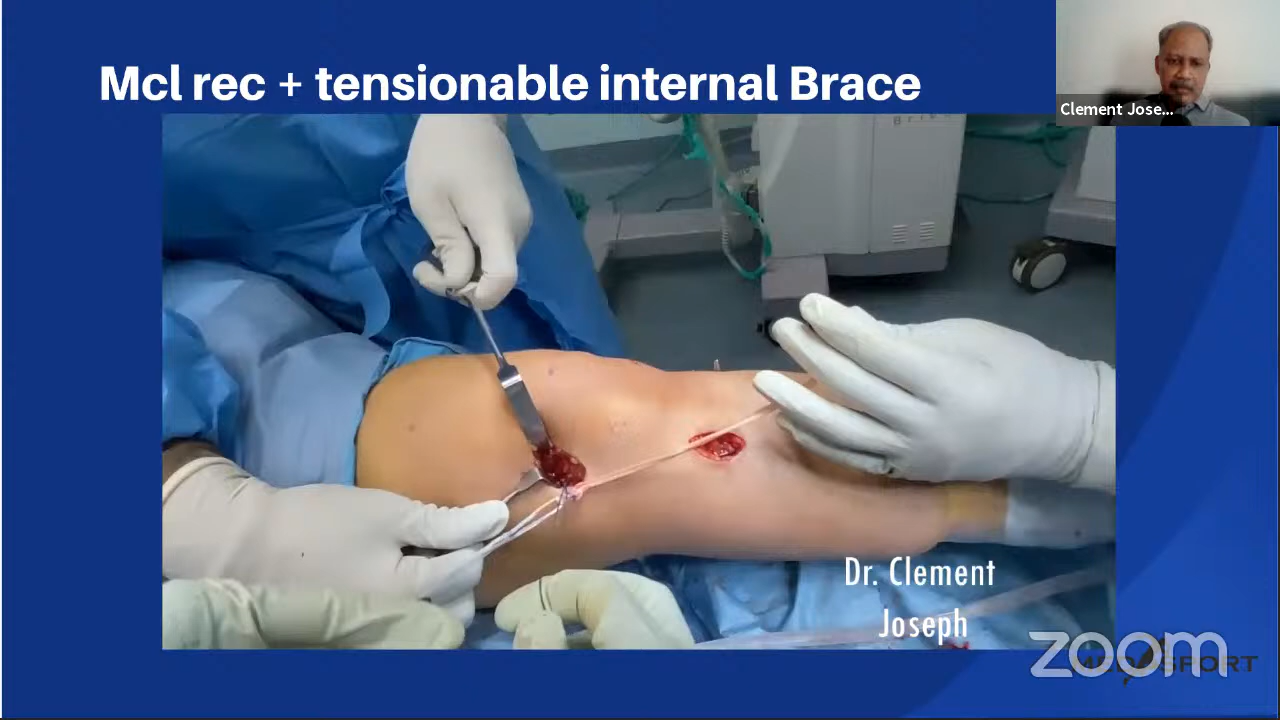 Mcl rec + tensionable internal Brace
Clement Jose...
Dr. Clement
Joseph
zoom